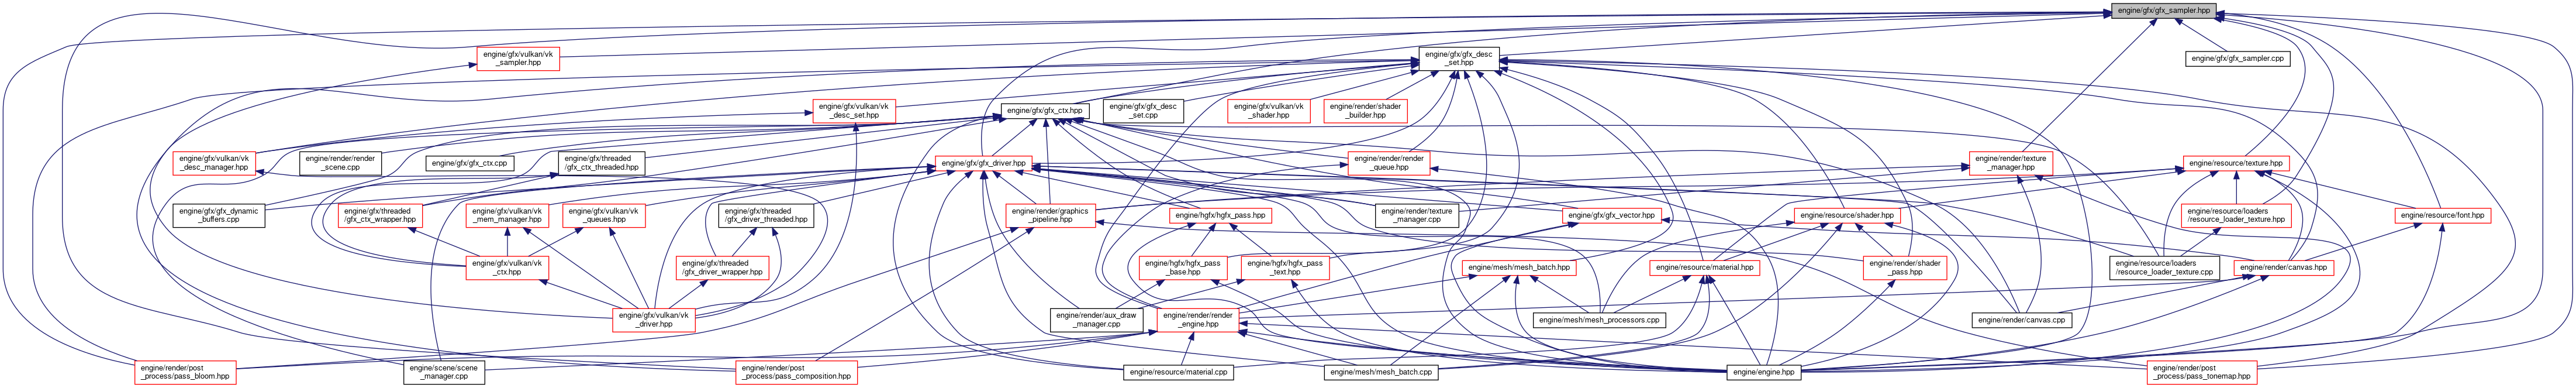 engine/gfx/gfx_sampler.hpp
engine/gfx/vulkan/vk
_sampler.hpp
engine/gfx/gfx_desc
_set.hpp
engine/gfx/gfx_sampler.cpp
engine/gfx/vulkan/vk
_desc_set.hpp
engine/gfx/gfx_ctx.hpp
engine/gfx/gfx_desc
_set.cpp
engine/gfx/vulkan/vk
_shader.hpp
engine/render/shader
_builder.hpp
engine/gfx/vulkan/vk
_desc_manager.hpp
engine/render/render
_scene.cpp
engine/gfx/gfx_ctx.cpp
engine/gfx/threaded
/gfx_ctx_threaded.hpp
engine/gfx/gfx_driver.hpp
engine/render/render
_queue.hpp
engine/render/texture
_manager.hpp
engine/resource/texture.hpp
engine/gfx/gfx_dynamic
_buffers.cpp
engine/gfx/threaded
/gfx_ctx_wrapper.hpp
engine/gfx/vulkan/vk
_mem_manager.hpp
engine/gfx/vulkan/vk
_queues.hpp
engine/gfx/threaded
/gfx_driver_threaded.hpp
engine/render/graphics
_pipeline.hpp
engine/hgfx/hgfx_pass.hpp
engine/render/texture
_manager.cpp
engine/gfx/gfx_vector.hpp
engine/resource/shader.hpp
engine/resource/loaders
/resource_loader_texture.hpp
engine/resource/font.hpp
engine/gfx/vulkan/vk
_ctx.hpp
engine/gfx/threaded
/gfx_driver_wrapper.hpp
engine/hgfx/hgfx_pass
_base.hpp
engine/hgfx/hgfx_pass
_text.hpp
engine/mesh/mesh_batch.hpp
engine/resource/material.hpp
engine/render/shader
_pass.hpp
engine/resource/loaders
/resource_loader_texture.cpp
engine/render/canvas.hpp
engine/gfx/vulkan/vk
_driver.hpp
engine/render/aux_draw
_manager.cpp
engine/render/render
_engine.hpp
engine/mesh/mesh_processors.cpp
engine/render/canvas.cpp
engine/render/post
_process/pass_bloom.hpp
engine/scene/scene
_manager.cpp
engine/render/post
_process/pass_composition.hpp
engine/resource/material.cpp
engine/mesh/mesh_batch.cpp
engine/engine.hpp
engine/render/post
_process/pass_tonemap.hpp